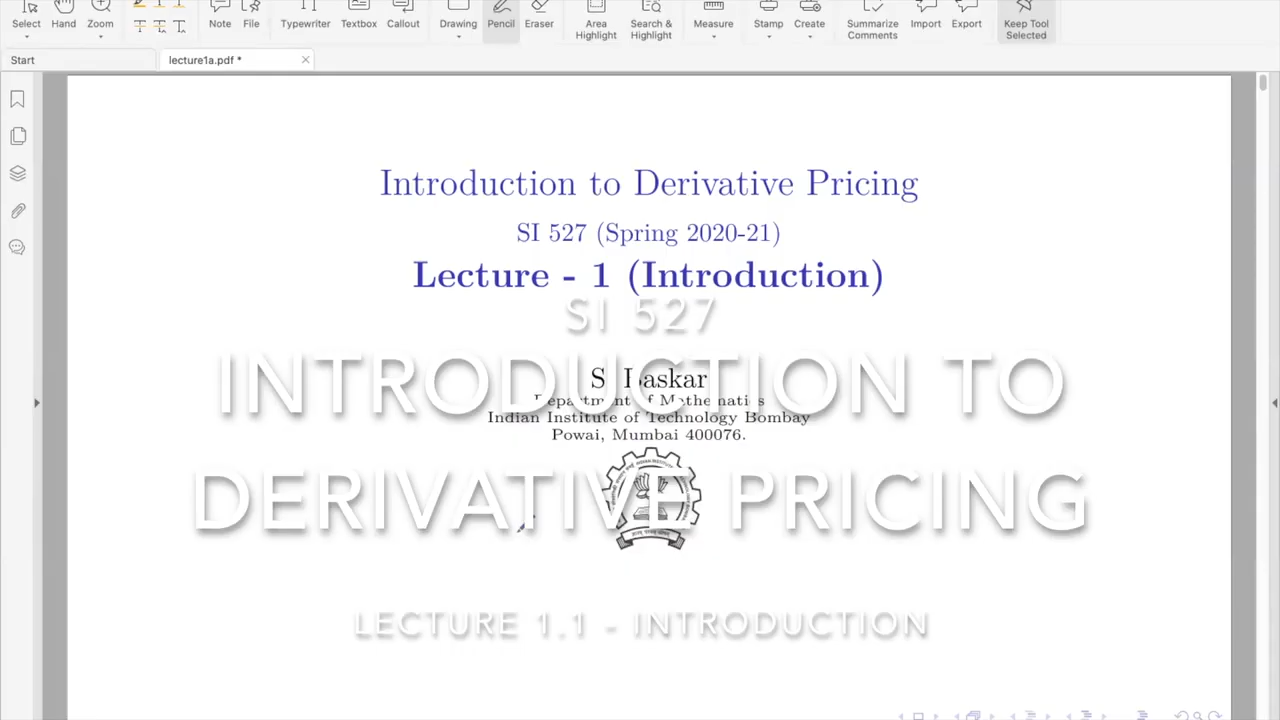 Select
Hand
Zoom
Note
File
Typewriter
Textbox
Callout
Drawing
Pencil
Eraser
Area
Highlight
Search &
Highlight
Measure
Stamp
Create
Summarize
Comments
Import
Export
Keep Tool
Selected
Start
lecture1a.pdf *
Introduction to Derivative Pricing
SI 527 (Spring 2020-21)
Lecture - 1 (Introduction)
SI 527
INTRODUCTION TO
DERIVATIVE PRICING
S. Baskar
Department of Mathematics
Indian Institute of Technology Bombay
Powai, Mumbai 400076.
LECTURE 1.1 - INTRODUCTION